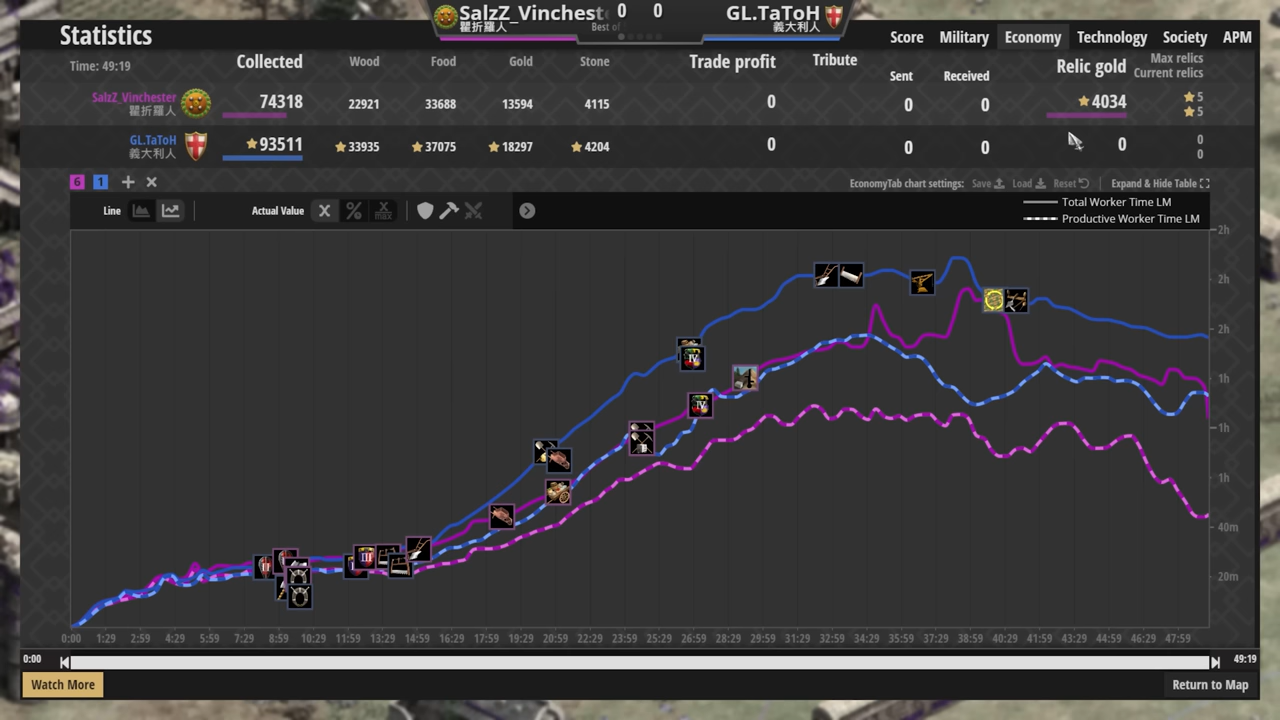 SalzZ_Vinchest
瞿折羅人
0 0
Best of
GL.TaToH
義大利人
Statistics
Score Military Economy Technology Society APM
Time: 49:19
Collected Wood Food Gold Stone Trade profit Tribute Sent Received Relic gold Max relics
Current relics
SalzZ_Vinchester
瞿折羅人
74318 22921 33688 13594 4115 0 0 0 4034 5
5
GL.TaToH
義大利人
93511 33935 37075 18297 4204 0 0 0 0 0
0
6 1
EconomyTab chart settings: Save Load Reset Expand & Hide Table
Line Actual Value X % X
max
Total Worker Time LM
Productive Worker Time LM
2h
2h
2h
1h
1h
1h
40m
20m
IV
IV
II
III
0:00 1:29 2:59 4:29 5:59 7:29 8:59 10:29 11:59 13:29 14:59 16:29 17:59 19:29 20:59 22:29 23:59 25:29 26:59 28:29 29:59 31:29 32:59 34:29 35:59 37:29 38:59 40:29 41:59 43:29 44:59 46:29 47:59
0:00 49:19
Watch More
Return to Map